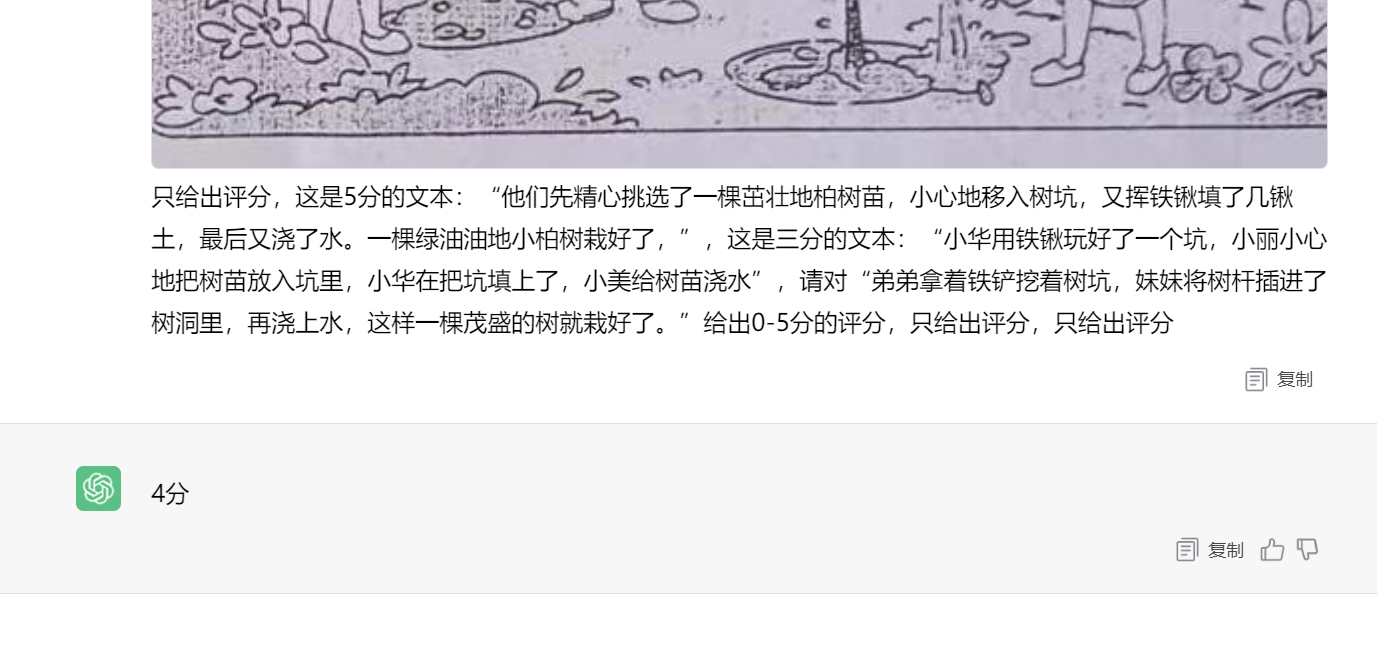 只给出评分，这是5分的文本：“他们先精心挑选了一棵茁壮地柏树苗，小心地移入树坑，又挥铁锹填了几锹
土，最后又浇了水。一棵绿油油地小柏树栽好了，”，这是三分的文本：“小华用铁锹玩好了一个坑，小丽小心
地把树苗放入坑里，小华在把坑填上了，小美给树苗浇水”，请对“弟弟拿着铁铲挖着树坑，妹妹将树杆插进了
树洞里，再浇上水，这样一棵茂盛的树就栽好了。”给出0-5分的评分，只给出评分，只给出评分
复制
4分
复制